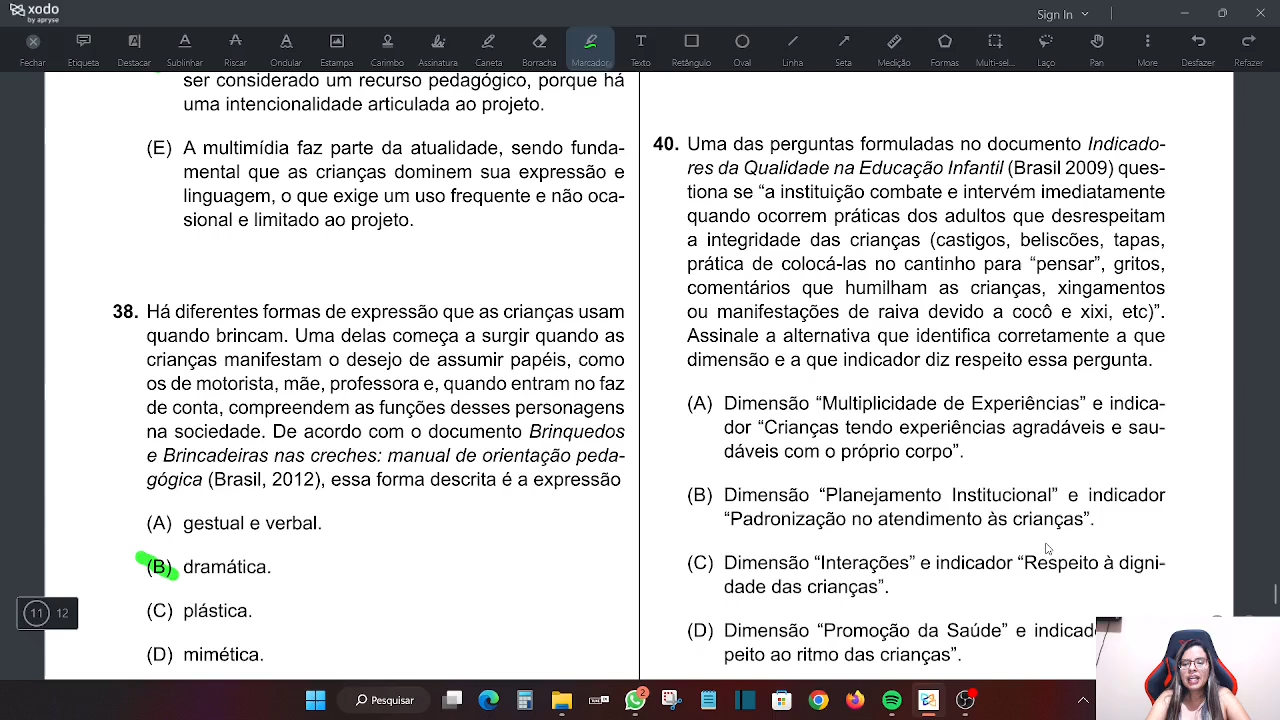 xodo
by apryse
Sign In
Fechar
Etiqueta
Destacar
Sublinhar
Riscar
Ondular
Estampa
Carimbo
Assinatura
Caneta
Borracha
Marcador
Texto
Retângulo
Oval
Linha
Seta
Medição
Formas
Multi-sel...
Laço
Pan
More
Desfazer
Refazer
ser considerado um recurso pedagógico, porque há
uma intencionalidade articulada ao projeto.
(E) A multimídia faz parte da atualidade, sendo funda-
mental que as crianças dominem sua expressão e
linguagem, o que exige um uso frequente e não oca-
sional e limitado ao projeto.
38. Há diferentes formas de expressão que as crianças usam
quando brincam. Uma delas começa a surgir quando as
crianças manifestam o desejo de assumir papéis, como
os de motorista, mãe, professora e, quando entram no faz
de conta, compreendem as funções desses personagens
na sociedade. De acordo com o documento Brinquedos
e Brincadeiras nas creches: manual de orientação peda-
gógica (Brasil, 2012), essa forma descrita é a expressão
(A) gestual e verbal.
(B) dramática.
(C) plástica.
(D) mimética.
40. Uma das perguntas formuladas no documento Indicado-
res da Qualidade na Educação Infantil (Brasil 2009) ques-
tiona se “a instituição combate e intervém imediatamente
quando ocorrem práticas dos adultos que desrespeitam
a integridade das crianças (castigos, beliscões, tapas,
prática de colocá-las no cantinho para “pensar”, gritos,
comentários que humilham as crianças, xingamentos
ou manifestações de raiva devido a cocô e xixi, etc)”.
Assinale a alternativa que identifica corretamente a que
dimensão e a que indicador diz respeito essa pergunta.
(A) Dimensão “Multiplicidade de Experiências” e indica-
dor “Crianças tendo experiências agradáveis e sau-
dáveis com o próprio corpo”.
(B) Dimensão “Planejamento Institucional” e indicador
“Padronização no atendimento às crianças”.
(C) Dimensão “Interações” e indicador “Respeito à digni-
dade das crianças”.
(D) Dimensão “Promoção da Saúde” e indicad
peito ao ritmo das crianças”.
11 12
Pesquisar
2